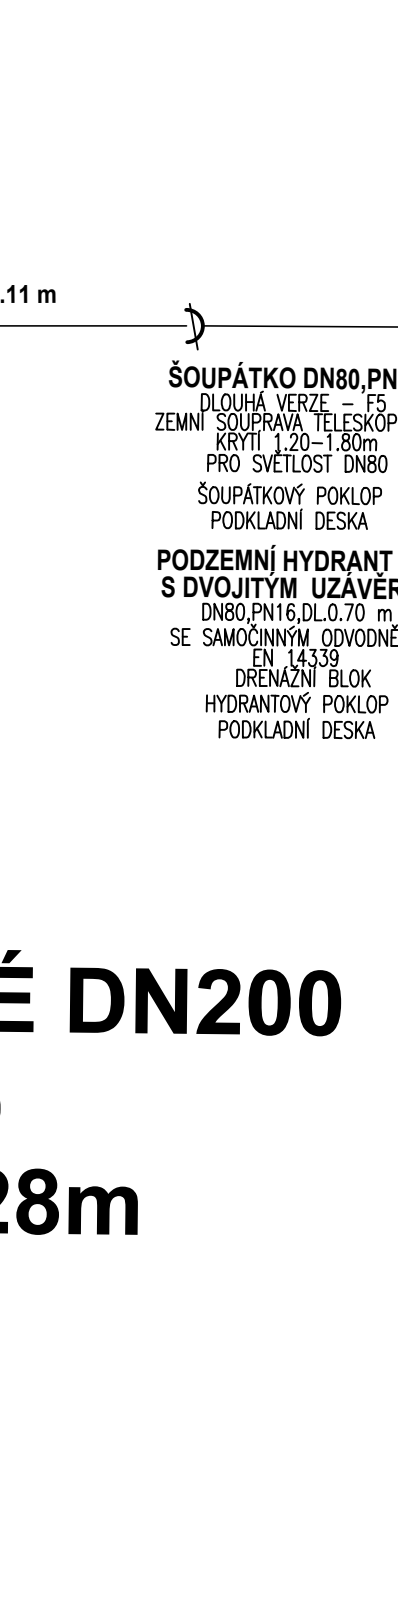 .11 m
ŠOUPÁTKO DN80,PN
DLOUHÁ VERZE – F5
ZEMNÍ SOUPRAVA TELESKOP
KRYTÍ 1.20–1.80m
PRO SVĚTLOST DN80
ŠOUPÁTKOVÝ POKLOP
PODKLADNÍ DESKA
PODZEMNÍ HYDRANT
S DVOJITÝM UZÁVĚR
DN80,PN16,DL.0.70 m
SE SAMOČINNÝM ODVODNĚ
EN 14339
DRENÁŽNÍ BLOK
HYDRANTOVÝ POKLOP
PODKLADNÍ DESKA
É DN200
28m